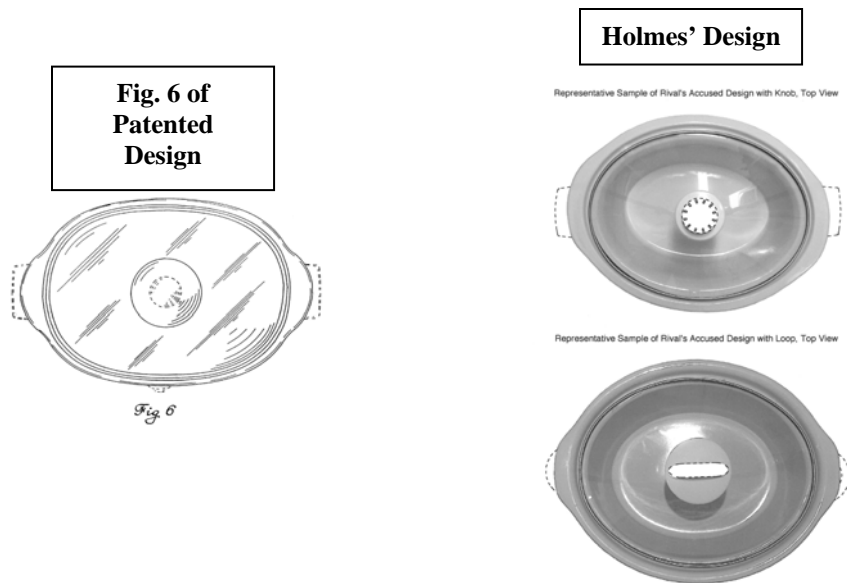 Holmes’ Design
Fig. 6 of
Patented
Design
Representative Sample of Rival's Accused Design with Knob, Top View
Fig 6
Representative Sample of Rival's Accused Design with Loop, Top View